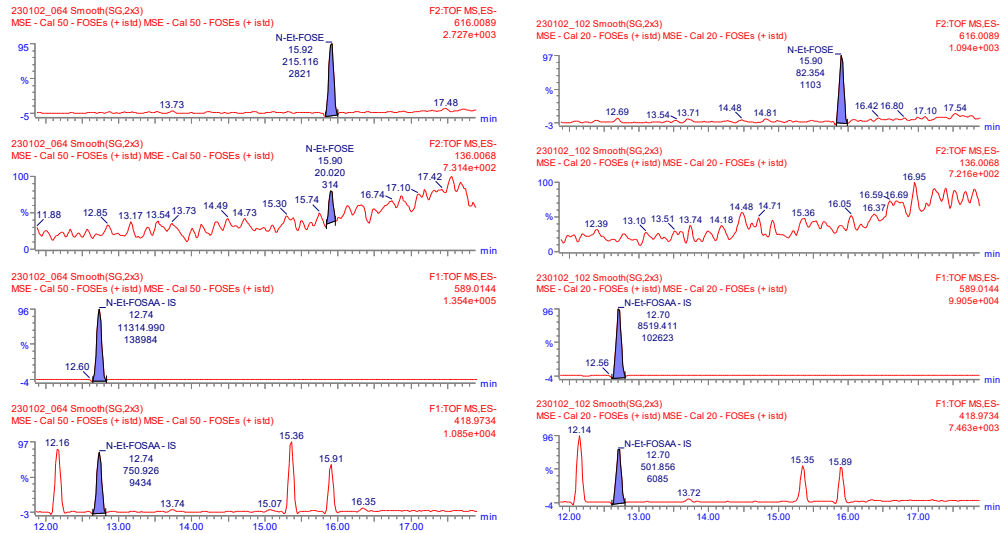 230102_064 Smooth(SG,2x3)
MSE - Cal 50 - FOSEs (+ istd) MSE - Cal 50 - FOSEs (+ istd)
F2:TOF MS,ES-
616.0089
2.727e+003
N-Et-FOSE
15.92
215.116
2821
95
%
-5
13.73
17.48
min
230102_064 Smooth(SG,2x3)
MSE - Cal 50 - FOSEs (+ istd) MSE - Cal 50 - FOSEs (+ istd)
F2:TOF MS,ES-
136.0068
7.314e+002
N-Et-FOSE
15.90
20.020
314
100
%
0
11.88
12.85
13.17
13.54
13.73
14.49
14.73
15.30
15.74
16.74
17.10
17.42
min
230102_064 Smooth(SG,2x3)
MSE - Cal 50 - FOSEs (+ istd) MSE - Cal 50 - FOSEs (+ istd)
F1:TOF MS,ES-
589.0144
1.354e+005
N-Et-FOSAA - IS
12.74
11314.990
138984
96
%
-4
12.60
min
230102_064 Smooth(SG,2x3)
MSE - Cal 50 - FOSEs (+ istd) MSE - Cal 50 - FOSEs (+ istd)
F1:TOF MS,ES-
418.9734
1.085e+004
N-Et-FOSAA - IS
12.74
750.926
9434
97
%
-3
12.16
13.74
15.07
15.36
15.91
16.35
min
12.00 13.00 14.00 15.00 16.00 17.00
230102_102 Smooth(SG,2x3)
MSE - Cal 20 - FOSEs (+ istd) MSE - Cal 20 - FOSEs (+ istd)
F2:TOF MS,ES-
616.0089
1.094e+003
N-Et-FOSE
15.90
82.354
1103
97
%
-3
12.69
13.54
13.71
14.48
14.81
16.42
16.80
17.10
17.54
min
230102_102 Smooth(SG,2x3)
MSE - Cal 20 - FOSEs (+ istd) MSE - Cal 20 - FOSEs (+ istd)
F2:TOF MS,ES-
136.0068
7.216e+002
100
%
0
12.39
13.10
13.51
13.74
14.18
14.48
14.71
15.36
16.05
16.37
16.59
16.69
16.95
min
230102_102 Smooth(SG,2x3)
MSE - Cal 20 - FOSEs (+ istd) MSE - Cal 20 - FOSEs (+ istd)
F1:TOF MS,ES-
589.0144
9.905e+004
N-Et-FOSAA - IS
12.70
8519.411
102623
96
%
-4
12.56
min
230102_102 Smooth(SG,2x3)
MSE - Cal 20 - FOSEs (+ istd) MSE - Cal 20 - FOSEs (+ istd)
F1:TOF MS,ES-
418.9734
7.463e+003
N-Et-FOSAA - IS
12.70
501.856
6085
96
%
-4
12.14
13.72
15.35
15.89
min
12.00 13.00 14.00 15.00 16.00 17.00